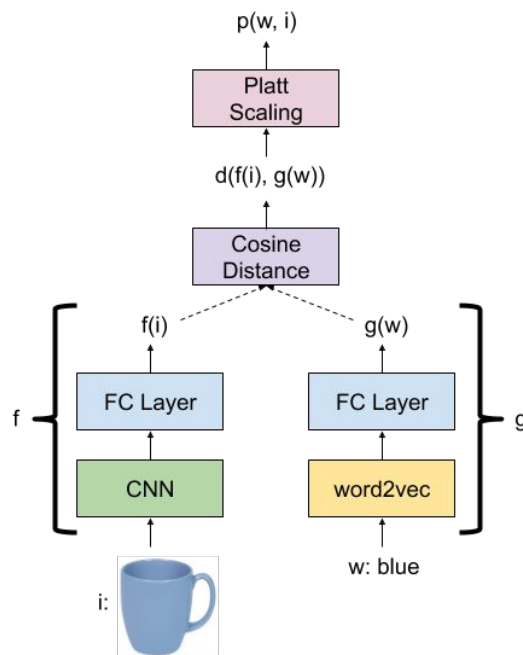 p(w, i)
Platt
Scaling
d(f(i), g(w))
Cosine
Distance
f(i)
g(w)
FC Layer
FC Layer
f
g
CNN
word2vec
w: blue
i: